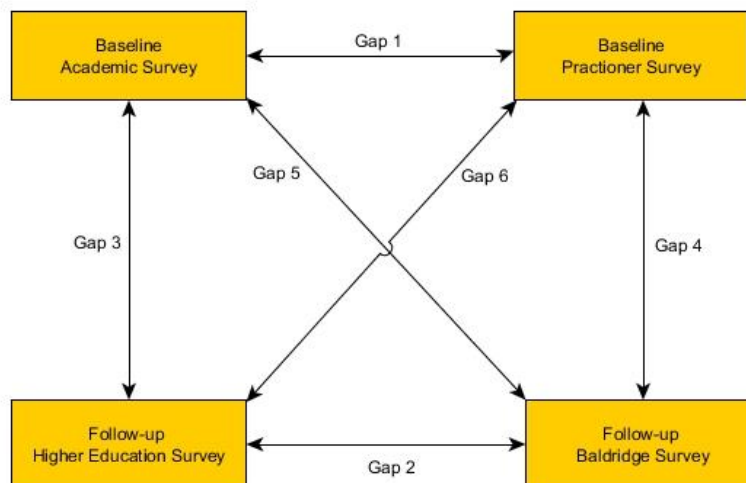 Baseline
Academic Survey
Gap 1
Baseline
Practioner Survey
Gap 5
Gap 6
Gap 3
Gap 4
Follow-up
Higher Education Survey
Gap 2
Follow-up
Baldridge Survey